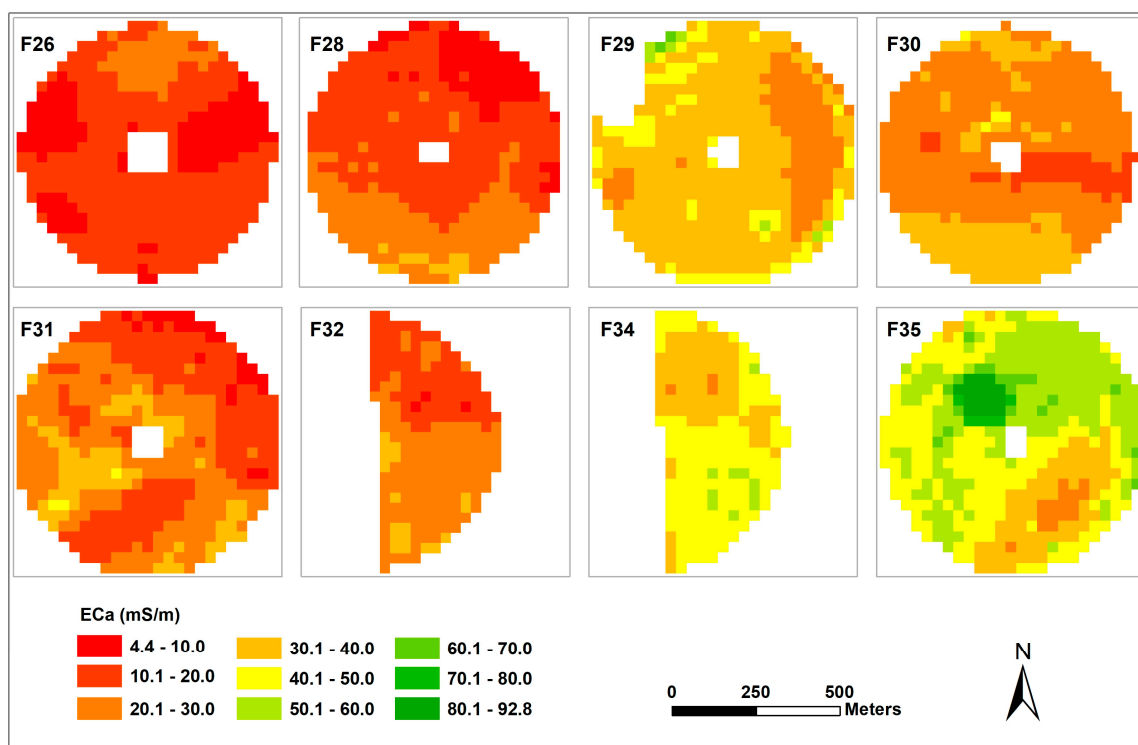 F26
F28
F29
F30
F31
F32
F34
F35
ECa (mS/m)
4.4 - 10.0
10.1 - 20.0
20.1 - 30.0
30.1 - 40.0
40.1 - 50.0
50.1 - 60.0
60.1 - 70.0
70.1 - 80.0
80.1 - 92.8
0 250 500
Meters
N